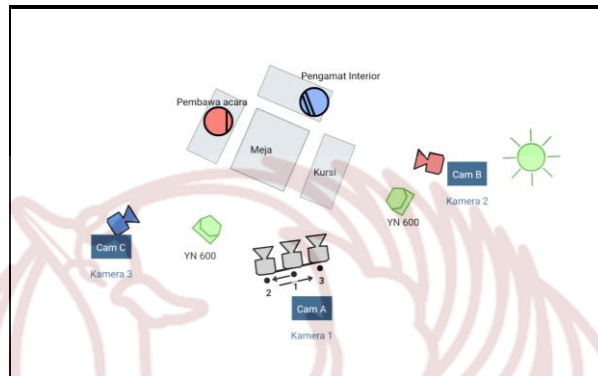 Pengamat Interior
Pembawa acara
Meja
Kursi
Cam B
Kamera 2
YN 600
Cam C
Kamera 3
YN 600
2
1
3
Cam A
Kamera 1